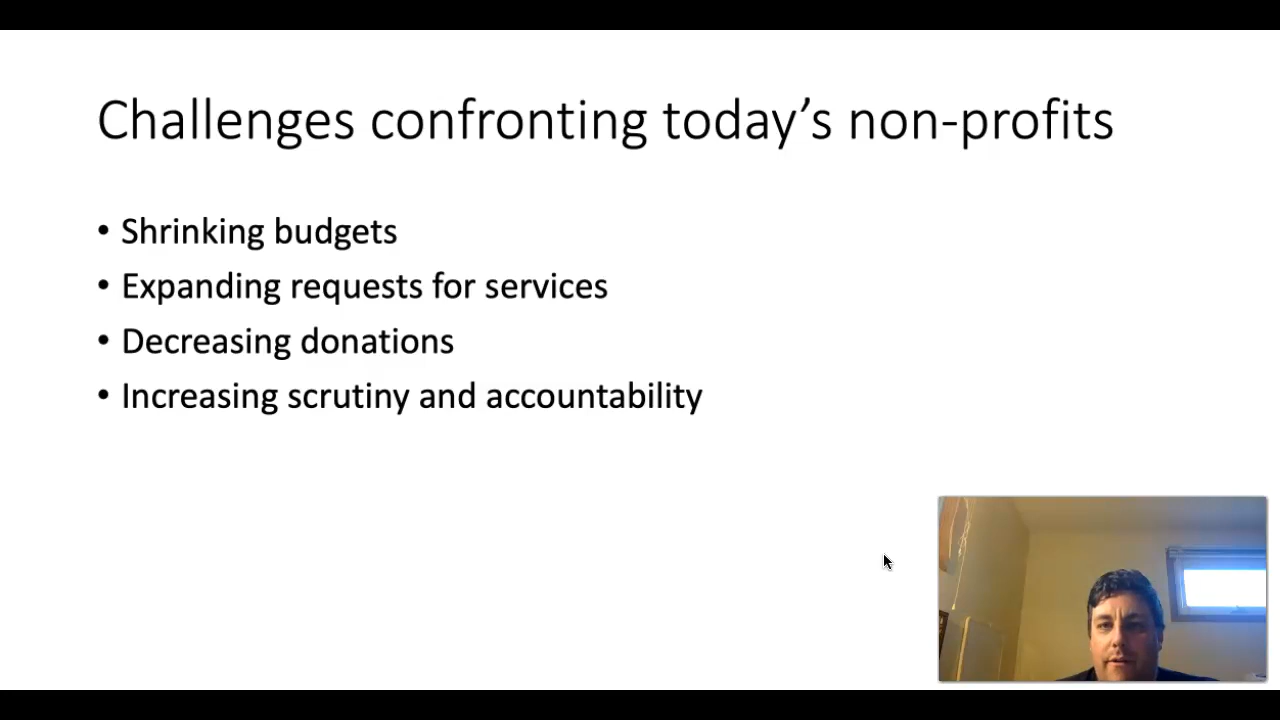 Challenges confronting today’s non-profits
• Shrinking budgets
• Expanding requests for services
• Decreasing donations
• Increasing scrutiny and accountability